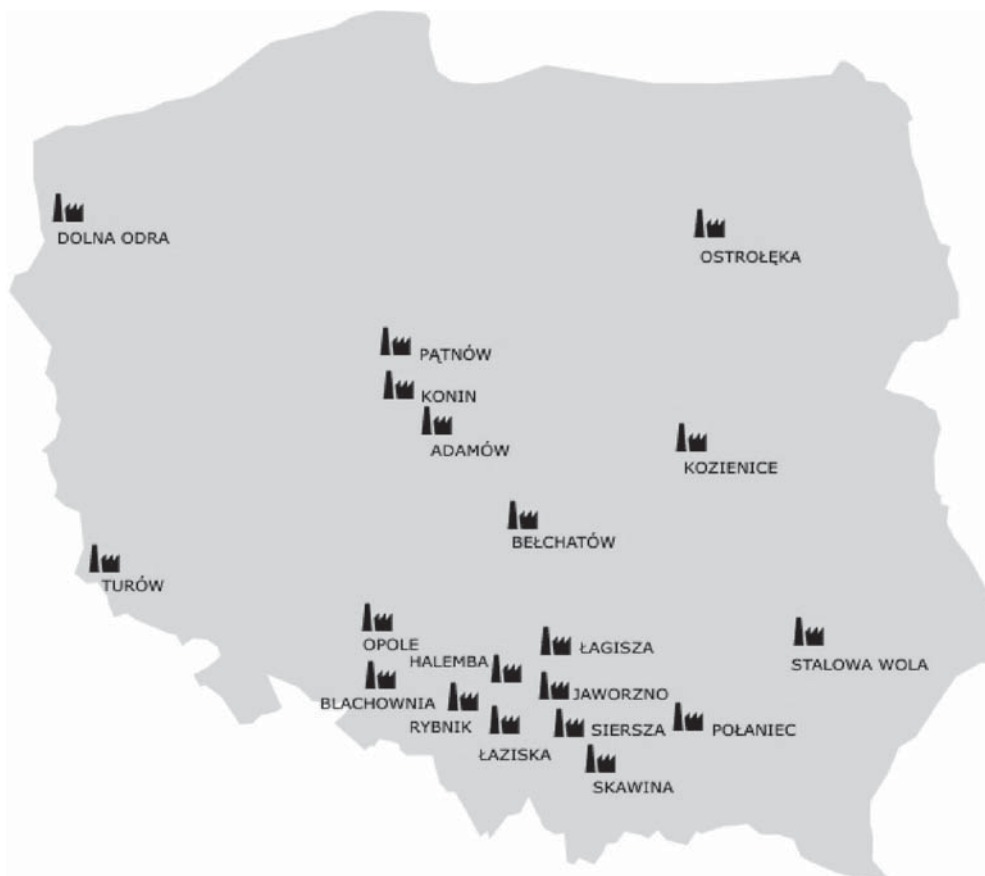 DOLNA ODRA
OSTROŁĘKA
PĄTNÓW
KONIN
ADAMÓW
KOZIENICE
BEŁCHATÓW
TURÓW
OPOLE
ŁAGISZA
HALEMBA
STALOWA WOLA
JAWORZNO
BLACHOWNIA
RYBNIK
SIERSZA
POŁANIEC
ŁAZISKA
SKAWINA